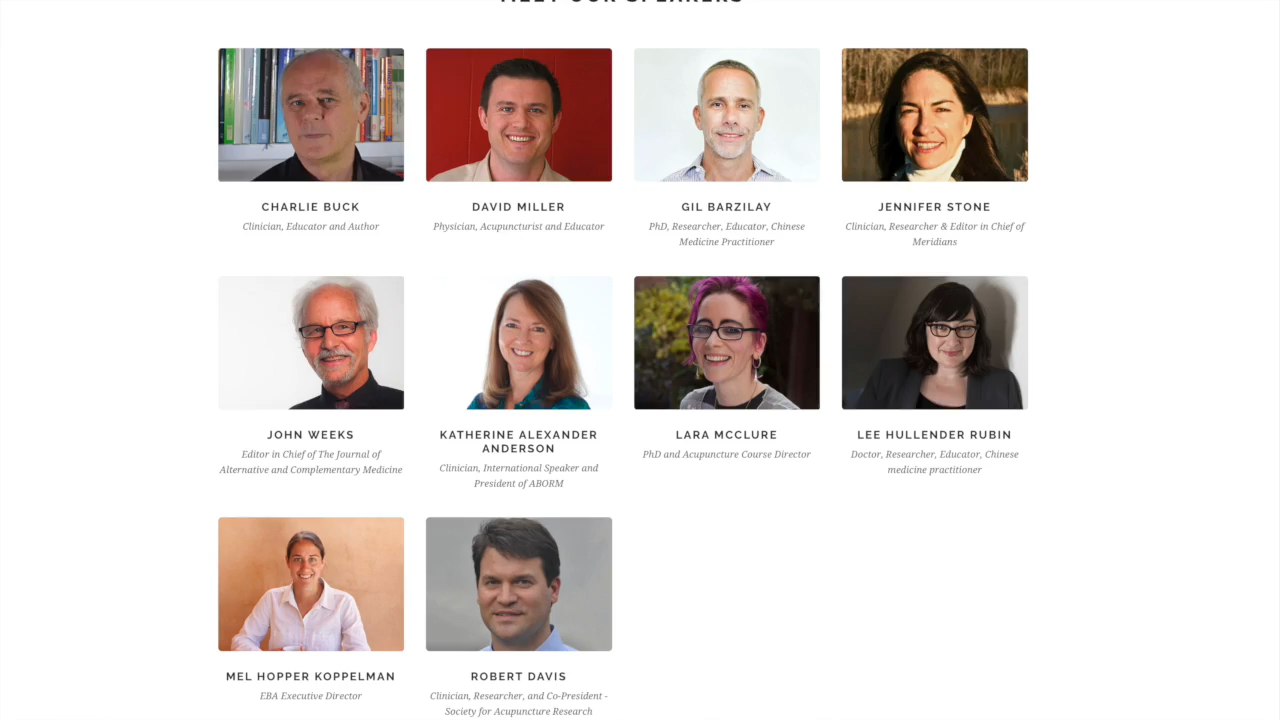 MEET OUR SPEAKERS
CHARLIE BUCK
Clinician, Educator and Author
DAVID MILLER
Physician, Acupuncturist and Educator
GIL BARZILAY
PhD, Researcher, Educator, Chinese
Medicine Practitioner
JENNIFER STONE
Clinician, Researcher & Editor in Chief of
Meridians
JOHN WEEKS
Editor in Chief of The Journal of
Alternative and Complementary Medicine
KATHERINE ALEXANDER
ANDERSON
Clinician, International Speaker and
President of ABORM
LARA MCCLURE
PhD and Acupuncture Course Director
LEE HULLENDER RUBIN
Doctor, Researcher, Educator, Chinese
medicine practitioner
MEL HOPPER KOPPELMAN
EBA Executive Director
ROBERT DAVIS
Clinician, Researcher, and Co-President -
Society for Acupuncture Research